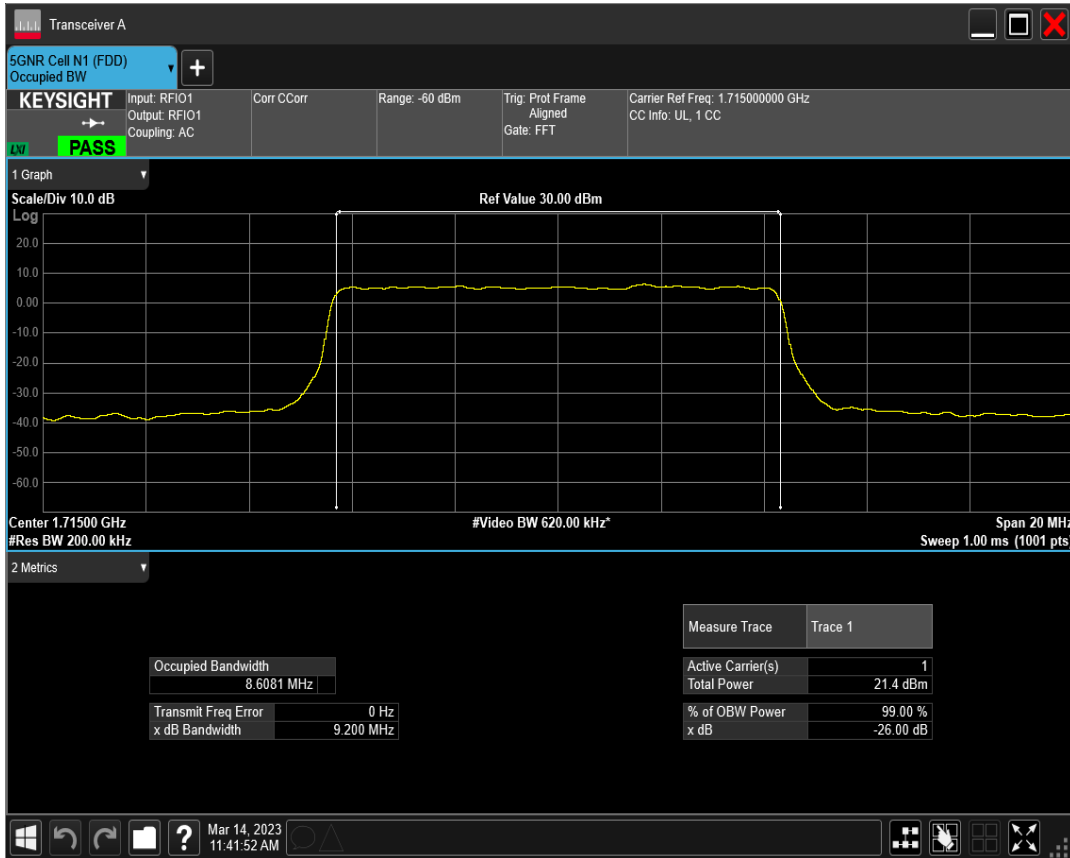 Transceiver A
5GNR Cell N1 (FDD)
Occupied BW
+
KEYSIGHT
LXI
PASS
Input: RFIO1
Output: RFIO1
Coupling: AC
Corr CCorr
Range: -60 dBm
Trig: Prot Frame
Aligned
Gate: FFT
Carrier Ref Freq: 1.715000000 GHz
CC Info: UL, 1 CC
1 Graph
Scale/Div 10.0 dB
Ref Value 30.00 dBm
Log
20.0
10.0
0.00
-10.0
-20.0
-30.0
-40.0
-50.0
-60.0
Center 1.71500 GHz
#Video BW 620.00 kHz*
Span 20 MHz
#Res BW 200.00 kHz
Sweep 1.00 ms (1001 pts)
2 Metrics
Measure Trace Trace 1
Occupied Bandwidth
8.6081 MHz
Active Carrier(s) 1
Total Power 21.4 dBm
Transmit Freq Error 0 Hz
x dB Bandwidth 9.200 MHz
% of OBW Power 99.00 %
x dB -26.00 dB
?
Mar 14, 2023
11:41:52 AM